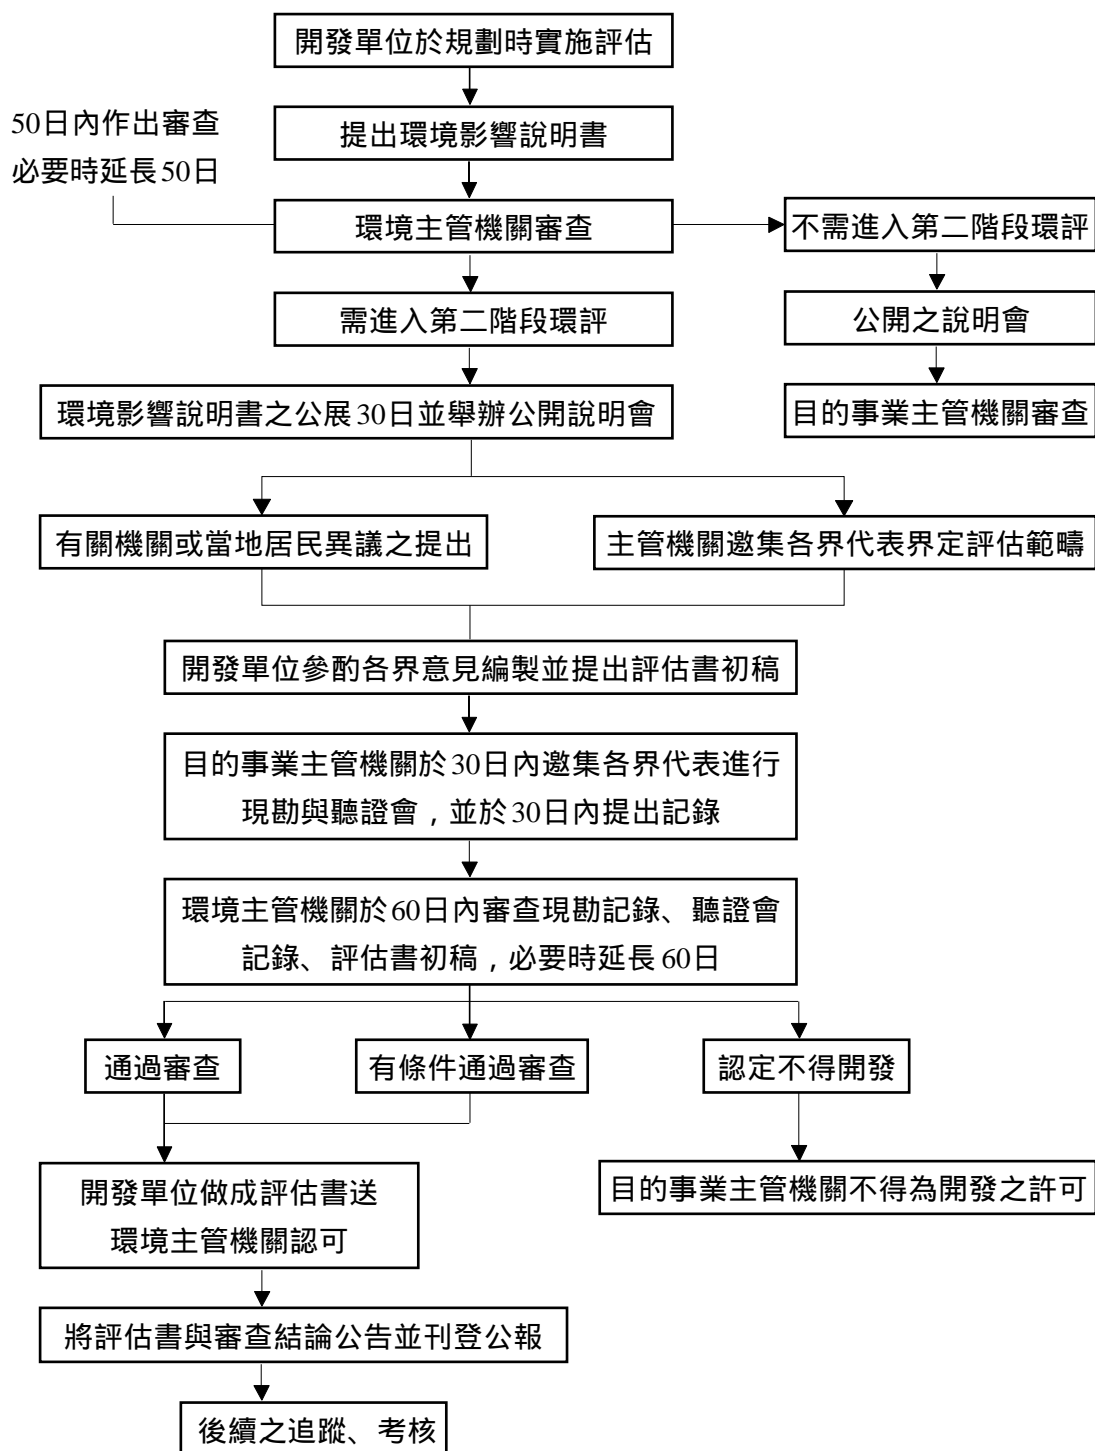 開發單位於規劃時實施評估
50日內作出審查
必要時延長50日
提出環境影響說明書
環境主管機關審查
不需進入第二階段環評
需進入第二階段環評
公開之說明會
環境影響說明書之公展30日並舉辦公開說明會
目的事業主管機關審查
有關機關或當地居民異議之提出
主管機關邀集各界代表界定評估範疇
開發單位參酌各界意見編製並提出評估書初稿
目的事業主管機關於30日內邀集各界代表進行
現勘與聽證會，並於30日內提出記錄
環境主管機關於60日內審查現勘記錄、聽證會
記錄、評估書初稿，必要時延長60日
通過審查
有條件通過審查
認定不得開發
開發單位做成評估書送
環境主管機關認可
目的事業主管機關不得為開發之許可
將評估書與審查結論公告並刊登公報
後續之追蹤、考核